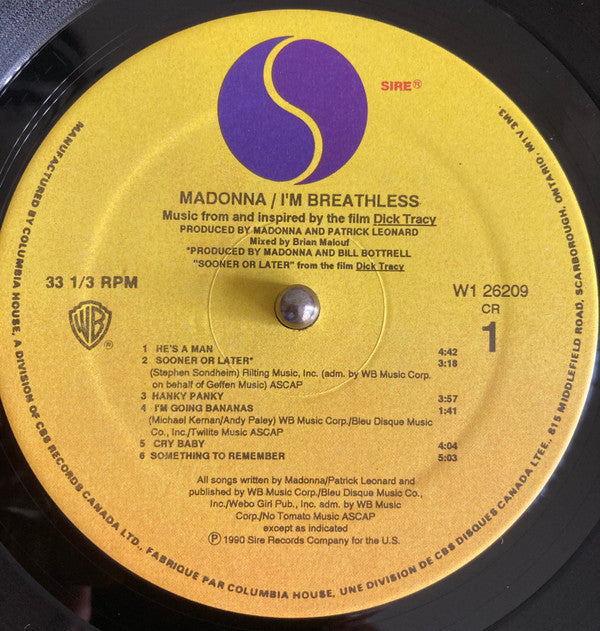 SIRE®
MADONNA / I'M BREATHLESS
Music from and inspired by the film Dick Tracy
PRODUCED BY MADONNA AND PATRICK LEONARD
Mixed by Brian Malouf
*PRODUCED BY MADONNA AND BILL BOTTRELL
"SOONER OR LATER" from the film Dick Tracy
33 1/3 RPM
W1 26209
CR
1
WB®
1 HE'S A MAN 4:42
2 SOONER OR LATER* 3:18
(Stephen Sondheim) Rilting Music, Inc. (adm. by WB Music Corp.
on behalf of Geffen Music) ASCAP
3 HANKY PANKY 3:57
4 I'M GOING BANANAS 1:41
(Michael Kernan/Andy Paley) WB Music Corp./Bleu Disque Music
Co., Inc./Twilite Music ASCAP
5 CRY BABY 4:04
6 SOMETHING TO REMEMBER 5:03
All songs written by Madonna/Patrick Leonard and
published by WB Music Corp/Bleu Disque Music Co.,
Inc./Webo Girl Pub., Inc. and WB Music
Corp./No Tomato Music ASCAP
except as indicated
℗ 1990 Sire Records Company for the U.S.
MANUFACTURED BY COLUMBIA HOUSE, A DIVISION OF CBS RECORDS CANADA LTD., FABRIQUE PAR COLUMBIA HOUSE, UNE DIVISION DE CBS DISQUES CANADA LTEE., 615 MIDDLEFIELD ROAD, SCARBOROUGH, ONTARIO, M1V 3M3.